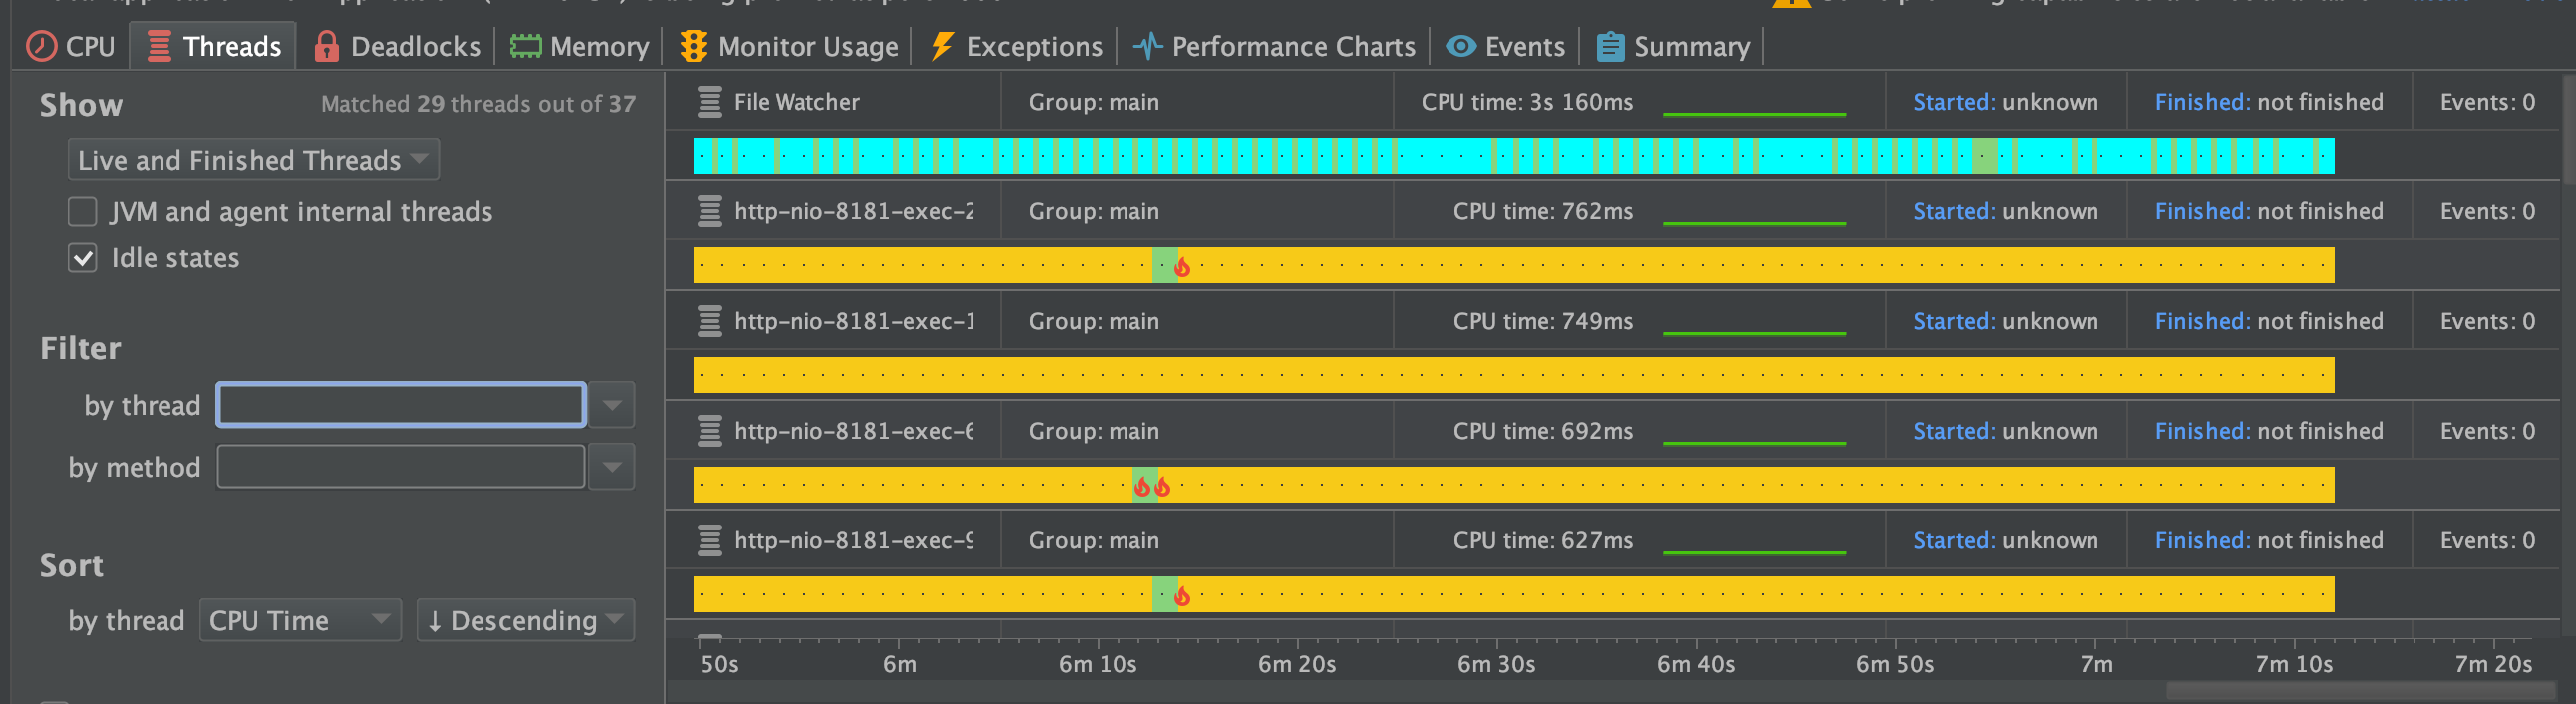 CPU Threads Deadlocks Memory Monitor Usage Exceptions Performance Charts Events Summary
Show Matched 29 threads out of 37
Live and Finished Threads
JVM and agent internal threads
Idle states
Filter
by thread
by method
Sort
by thread CPU Time ↓ Descending
File Watcher Group: main CPU time: 3s 160ms Started: unknown Finished: not finished Events: 0
http-nio-8181-exec-2 Group: main CPU time: 762ms Started: unknown Finished: not finished Events: 0
http-nio-8181-exec-1 Group: main CPU time: 749ms Started: unknown Finished: not finished Events: 0
http-nio-8181-exec-6 Group: main CPU time: 692ms Started: unknown Finished: not finished Events: 0
http-nio-8181-exec-9 Group: main CPU time: 627ms Started: unknown Finished: not finished Events: 0
50s 6m 6m 10s 6m 20s 6m 30s 6m 40s 6m 50s 7m 7m 10s 7m 20s